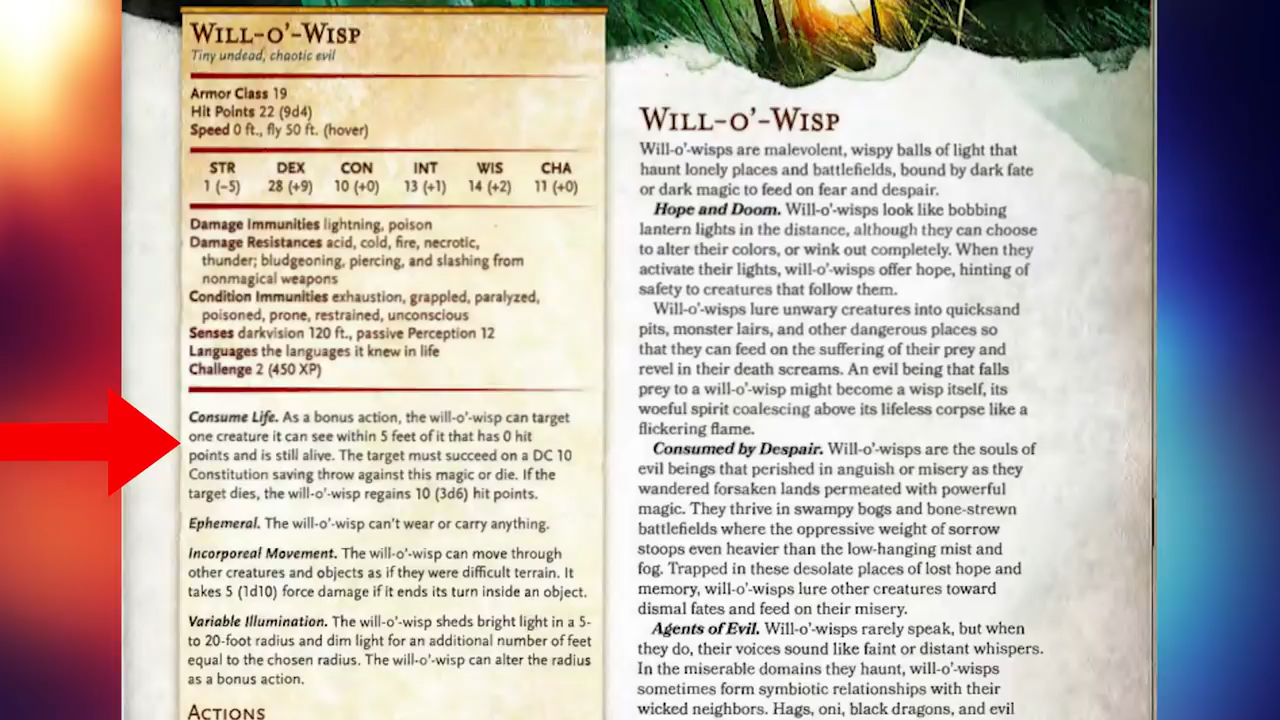 WILL-O'-WISP
Tiny undead, chaotic evil
Armor Class 19
Hit Points 22 (9d4)
Speed 0 ft., fly 50 ft. (hover)
STR DEX CON INT WIS CHA
1 (−5) 28 (+9) 10 (+0) 13 (+1) 14 (+2) 11 (+0)
Damage Immunities lightning, poison
Damage Resistances acid, cold, fire, necrotic,
thunder; bludgeoning, piercing, and slashing from
nonmagical weapons
Condition Immunities exhaustion, grappled, paralyzed,
poisoned, prone, restrained, unconscious
Senses darkvision 120 ft., passive Perception 12
Languages the languages it knew in life
Challenge 2 (450 XP)
Consume Life. As a bonus action, the will-o'-wisp can target
one creature it can see within 5 feet of it that has 0 hit
points and is still alive. The target must succeed on a DC 10
Constitution saving throw against this magic or die. If the
target dies, the will-o'-wisp regains 10 (3d6) hit points.
Ephemeral. The will-o'-wisp can't wear or carry anything.
Incorporeal Movement. The will-o'-wisp can move through
other creatures and objects as if they were difficult terrain. It
takes 5 (1d10) force damage if it ends its turn inside an object.
Variable Illumination. The will-o'-wisp sheds bright light in a 5-
to 20-foot radius and dim light for an additional number of feet
equal to the chosen radius. The will-o'-wisp can alter the radius
as a bonus action.
ACTIONS
WILL-O'-WISP
Will-o'-wisps are malevolent, wispy balls of light that
haunt lonely places and battlefields, bound by dark fate
or dark magic to feed on fear and despair.
Hope and Doom. Will-o'-wisps look like bobbing
lantern lights in the distance, although they can choose
to alter their colors, or wink out completely. When they
activate their lights, will-o'-wisps offer hope, hinting of
safety to creatures that follow them.
Will-o'-wisps lure unwary creatures into quicksand
pits, monster lairs, and other dangerous places so
that they can feed on the suffering of their prey and
revel in their death screams. An evil being that falls
prey to a will-o'-wisp might become a wisp itself, its
woeful spirit coalescing above its lifeless corpse like a
flickering flame.
Consumed by Despair. Will-o'-wisps are the souls of
evil beings that perished in anguish or misery as they
wandered forsaken lands permeated with powerful
magic. They thrive in swampy bogs and bone-strewn
battlefields where the oppressive weight of sorrow
stoops even heavier than the low-hanging mist and
fog. Trapped in these desolate places of lost hope and
memory, will-o'-wisps lure other creatures toward
dismal fates and feed on their misery.
Agents of Evil. Will-o'-wisps rarely speak, but when
they do, their voices sound like faint or distant whispers.
In the miserable domains they haunt, will-o'-wisps
sometimes form symbiotic relationships with their
wicked neighbors. Hags, oni, black dragons, and evil